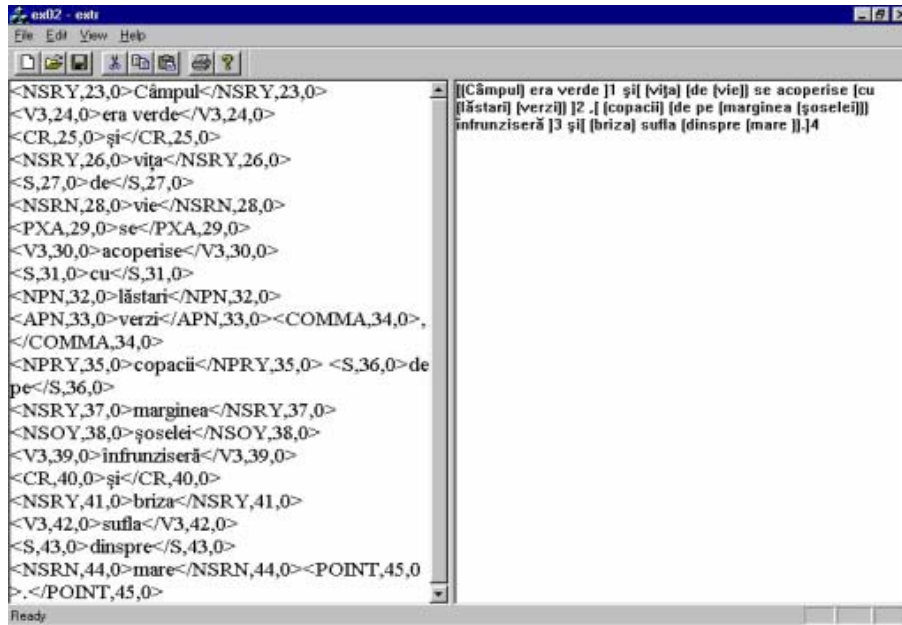 ex02 - extr
File Edit View Help
<NSRY,23,0>Câmpul</NSRY,23,0>
<V3,24,0>era verde</V3,24,0>
<CR,25,0>şi</CR,25,0>
<NSRY,26,0>viţa</NSRY,26,0>
<S,27,0>de</S,27,0>
<NSRN,28,0>vie</NSRN,28,0>
<PXA,29,0>se</PXA,29,0>
<V3,30,0>acoperise</V3,30,0>
<S,31,0>cu</S,31,0>
<NPN,32,0>lăstari</NPN,32,0>
<APN,33,0>verzi</APN,33,0><COMMA,34,0>,
</COMMA,34,0>
<NPRY,35,0>copacii</NPRY,35,0> <S,36,0>de
pe</S,36,0>
<NSRY,37,0>marginea</NSRY,37,0>
<NSOY,38,0>şoselei</NSOY,38,0>
<V3,39,0>înfrunziseră</V3,39,0>
<CR,40,0>şi</CR,40,0>
<NSRY,41,0>briza</NSRY,41,0>
<V3,42,0>sufla</V3,42,0>
<S,43,0>dinspre</S,43,0>
<NSRN,44,0>mare</NSRN,44,0><POINT,45,0
>.</POINT,45,0>
[(Câmpul) era verde ]1 şi[ (viţa) (de (vie)) se acoperise (cu
(lăstari) (verzi)) ]2 ,[ (copacii) (de pe (marginea (şoselei)))
înfrunziseră ]3 şi[ (briza) sufla (dinspre (mare )).]4
Ready